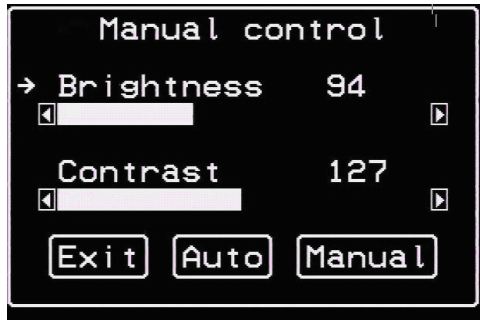 Manual control
→ Brightness 94
Contrast 127
Exit Auto Manual